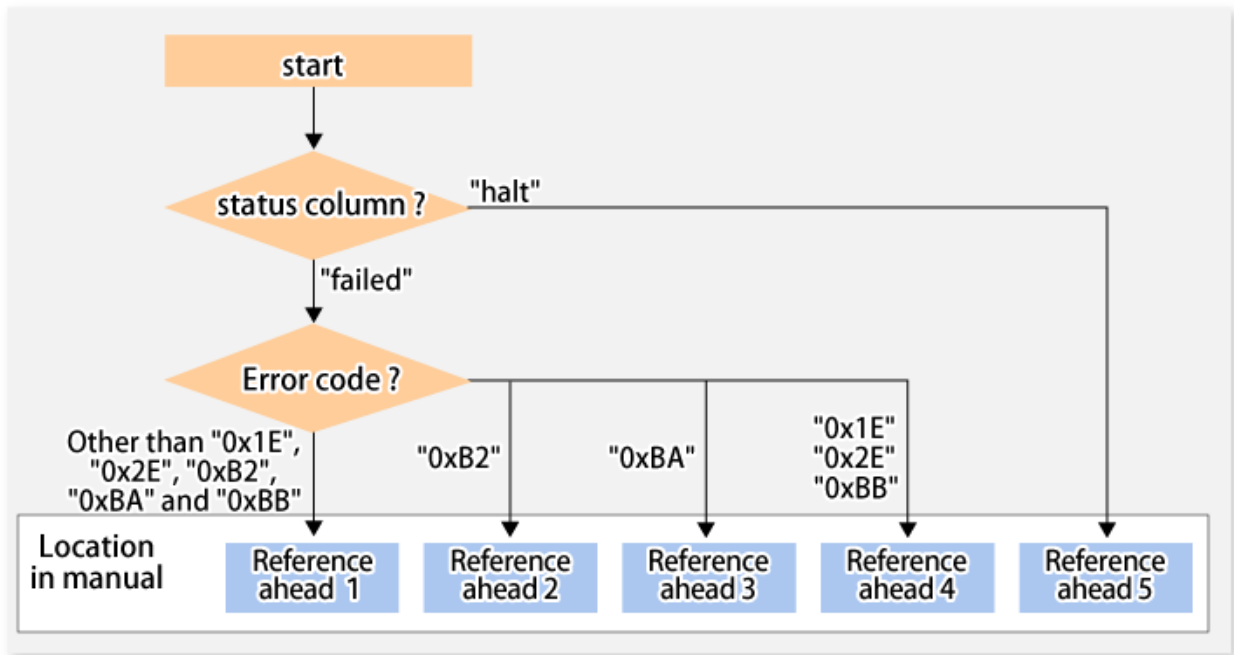 start
status column ?
"halt"
"failed"
Error code ?
Other than "0x1E",
"0x2E", "0xB2",
"0xBA" and "0xBB"
"0xB2"
"0xBA"
"0x1E"
"0x2E"
"0xBB"
Location
in manual
Reference
ahead 1
Reference
ahead 2
Reference
ahead 3
Reference
ahead 4
Reference
ahead 5